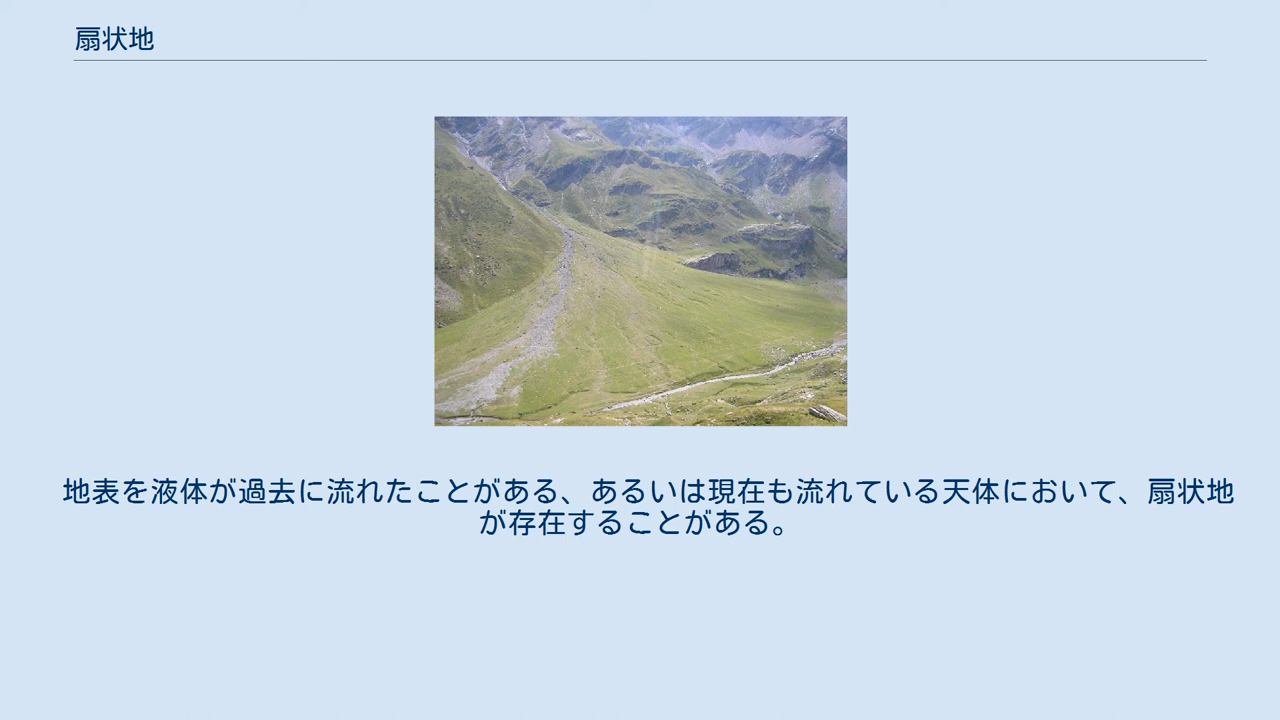 扇状地
地表を液体が過去に流れたことがある、あるいは現在も流れている天体において、扇状地
が存在することがある。